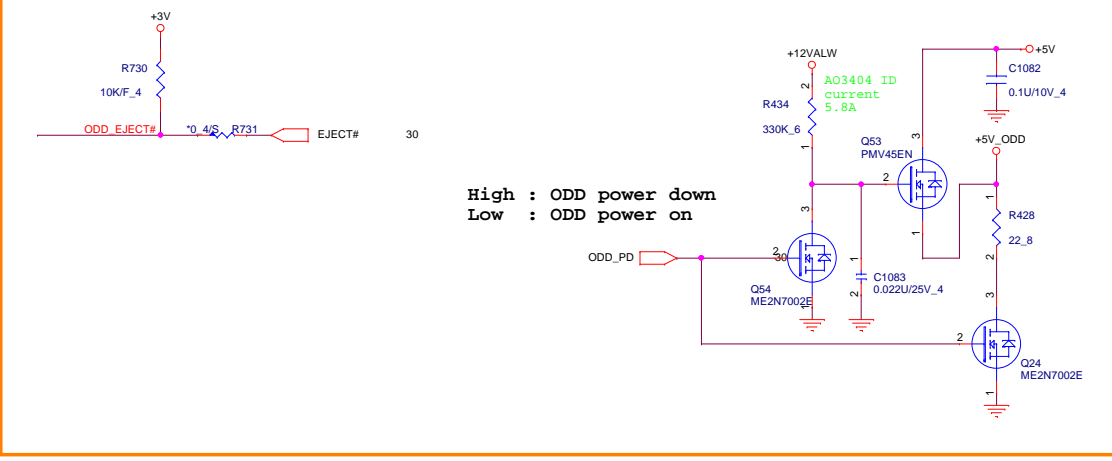 +3V
R730
10K/F_4
ODD_EJECT#
*0_4/S
R731
EJECT#
30
+12VALW
2
R434
330K_6
1
AO3404 ID
current
5.8A
+5V
C1082
0.1U/10V_4
Q53
PMV45EN
3
2
1
+5V_ODD
High : ODD power down
Low : ODD power on
1
R428
22_8
2
ODD_PD
30
3
2
Q54
ME2N7002E
1
1
C1083
0.022U/25V_4
2
3
2
Q24
ME2N7002E
1